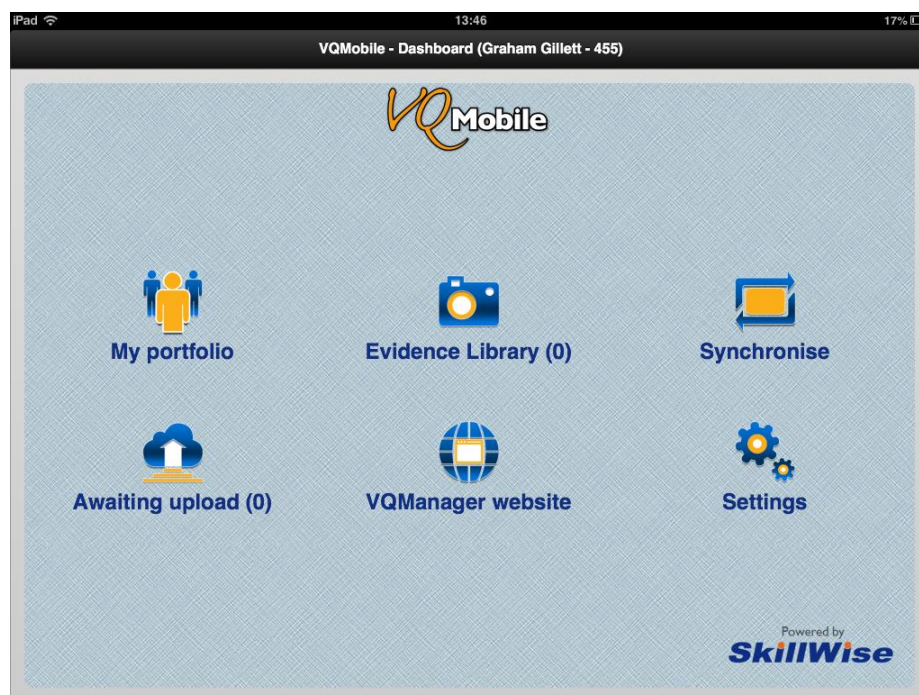 iPad 13:46 17%
VQMobile - Dashboard (Graham Gillett - 455)
VQMobile
My portfolio Evidence Library (0) Synchronise
Awaiting upload (0) VQManager website Settings
Powered by
SkillWise